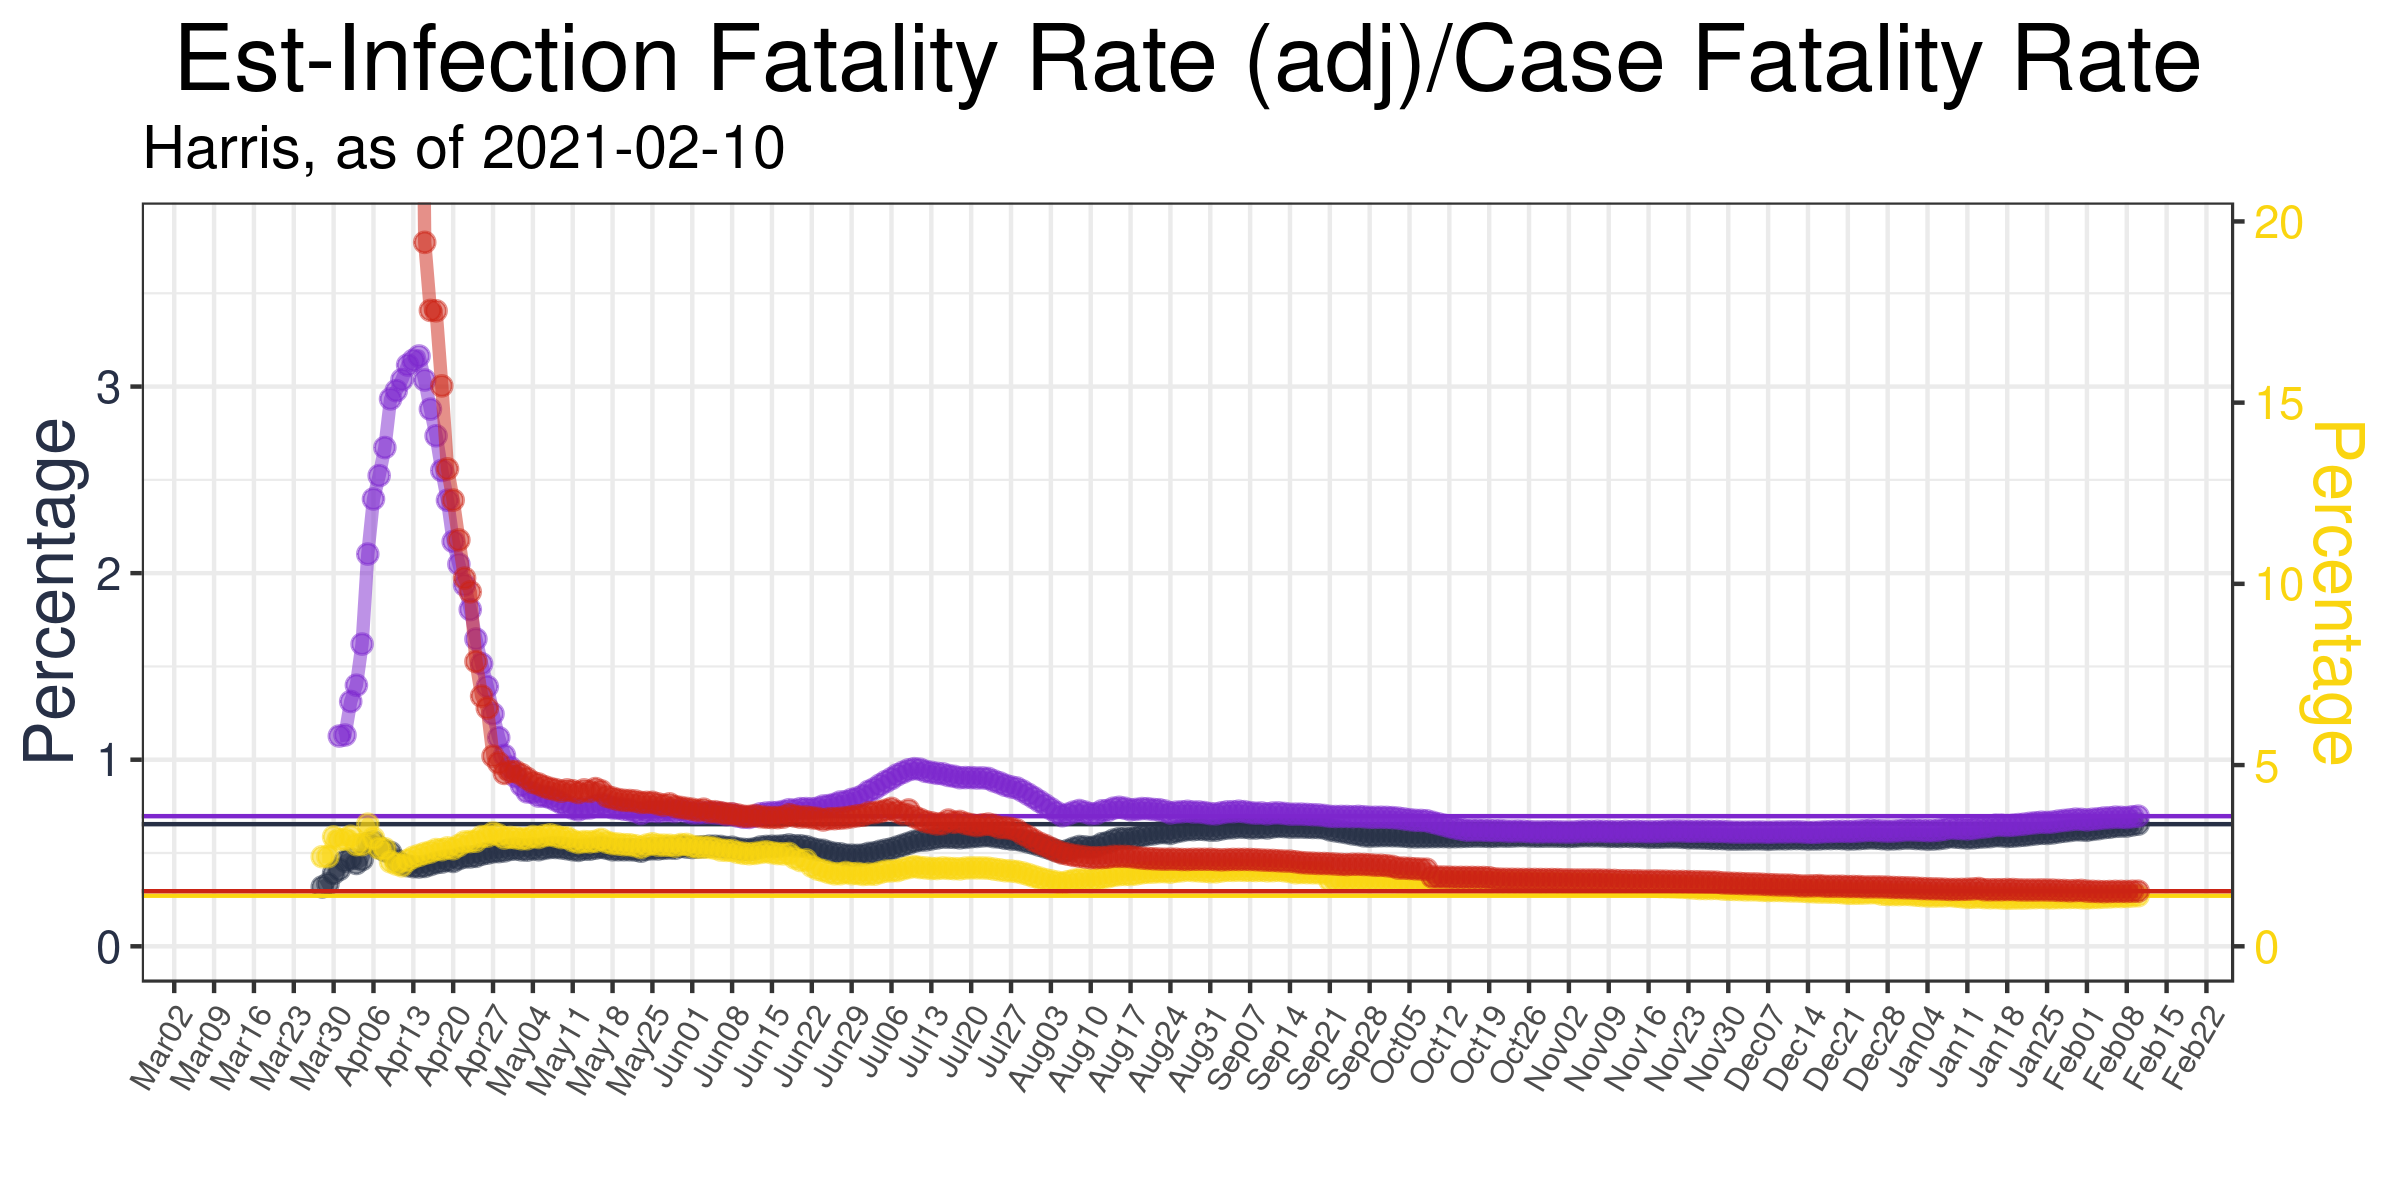 Est-Infection Fatality Rate (adj)/Case Fatality Rate
Harris, as of 2021-02-10
Percentage
3
2
1
0
20
15
10
5
0
Percentage
Mar02
Mar09
Mar16
Mar23
Mar30
Apr06
Apr13
Apr20
Apr27
May04
May11
May18
May25
Jun01
Jun08
Jun15
Jun22
Jun29
Jul06
Jul13
Jul20
Jul27
Aug03
Aug10
Aug17
Aug24
Aug31
Sep07
Sep14
Sep21
Sep28
Oct05
Oct12
Oct19
Oct26
Nov02
Nov09
Nov16
Nov23
Nov30
Dec07
Dec14
Dec21
Dec28
Jan04
Jan11
Jan18
Jan25
Feb01
Feb08
Feb15
Feb22